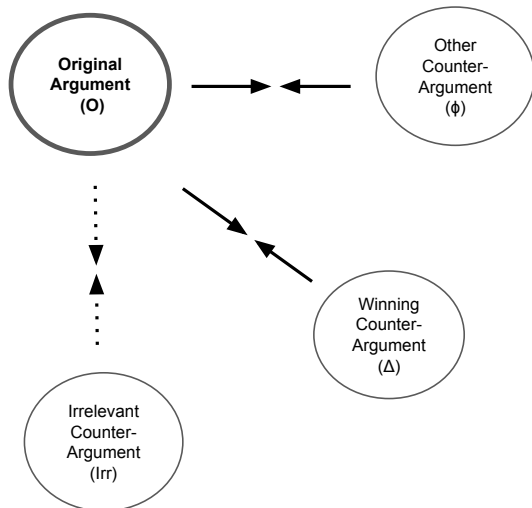 Original
Argument
(O)
Other
Counter-
Argument
(ϕ)
Winning
Counter-
Argument
(Δ)
Irrelevant
Counter-
Argument
(Irr)